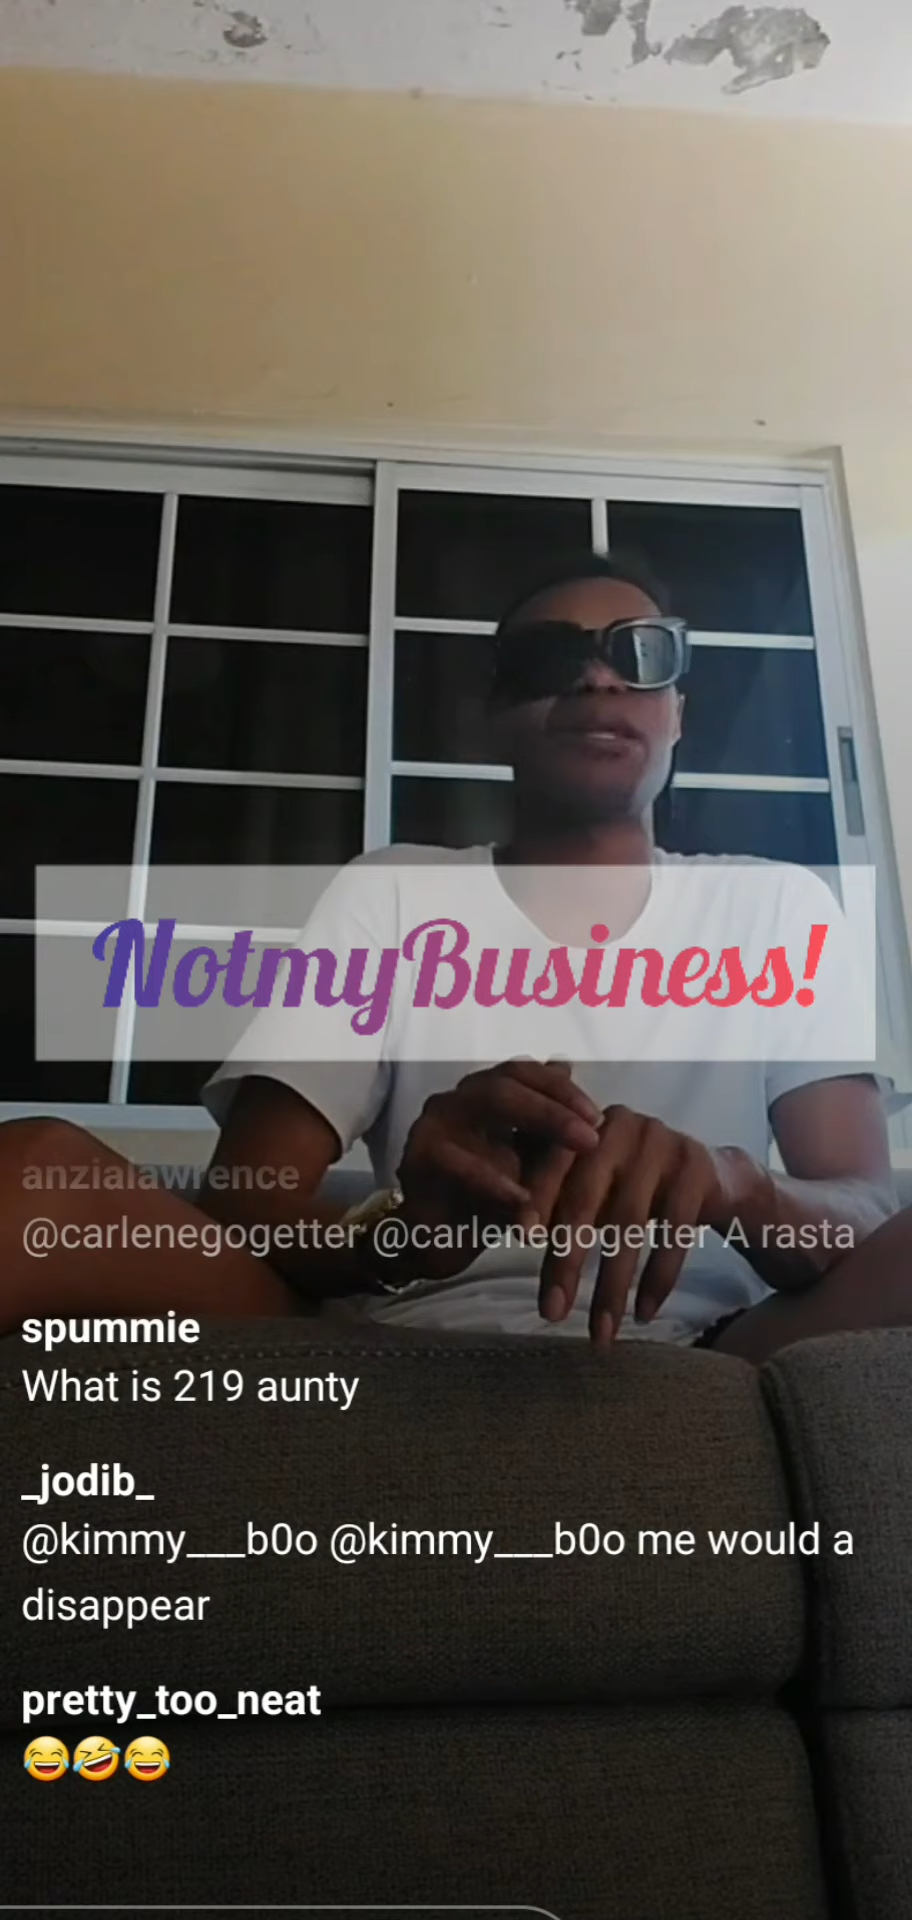 NotmyBusiness!
anzialawrence
@carlenegogetter @carlenegogetter A rasta
spummie
What is 219 aunty
_jodib_
@kimmy___b0o @kimmy___b0o me would a
disappear
pretty_too_neat
😂🤣😂